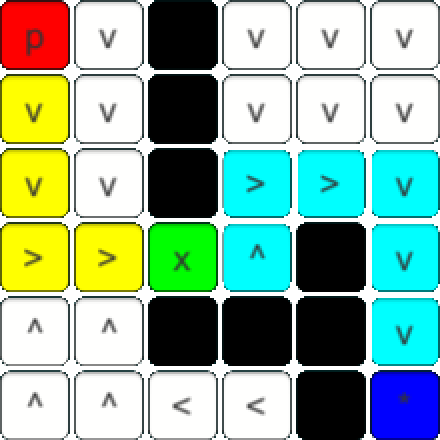 p v v v v
v v v v v
v v > > v
> > x ^ v
^ ^ v
^ ^ < < *